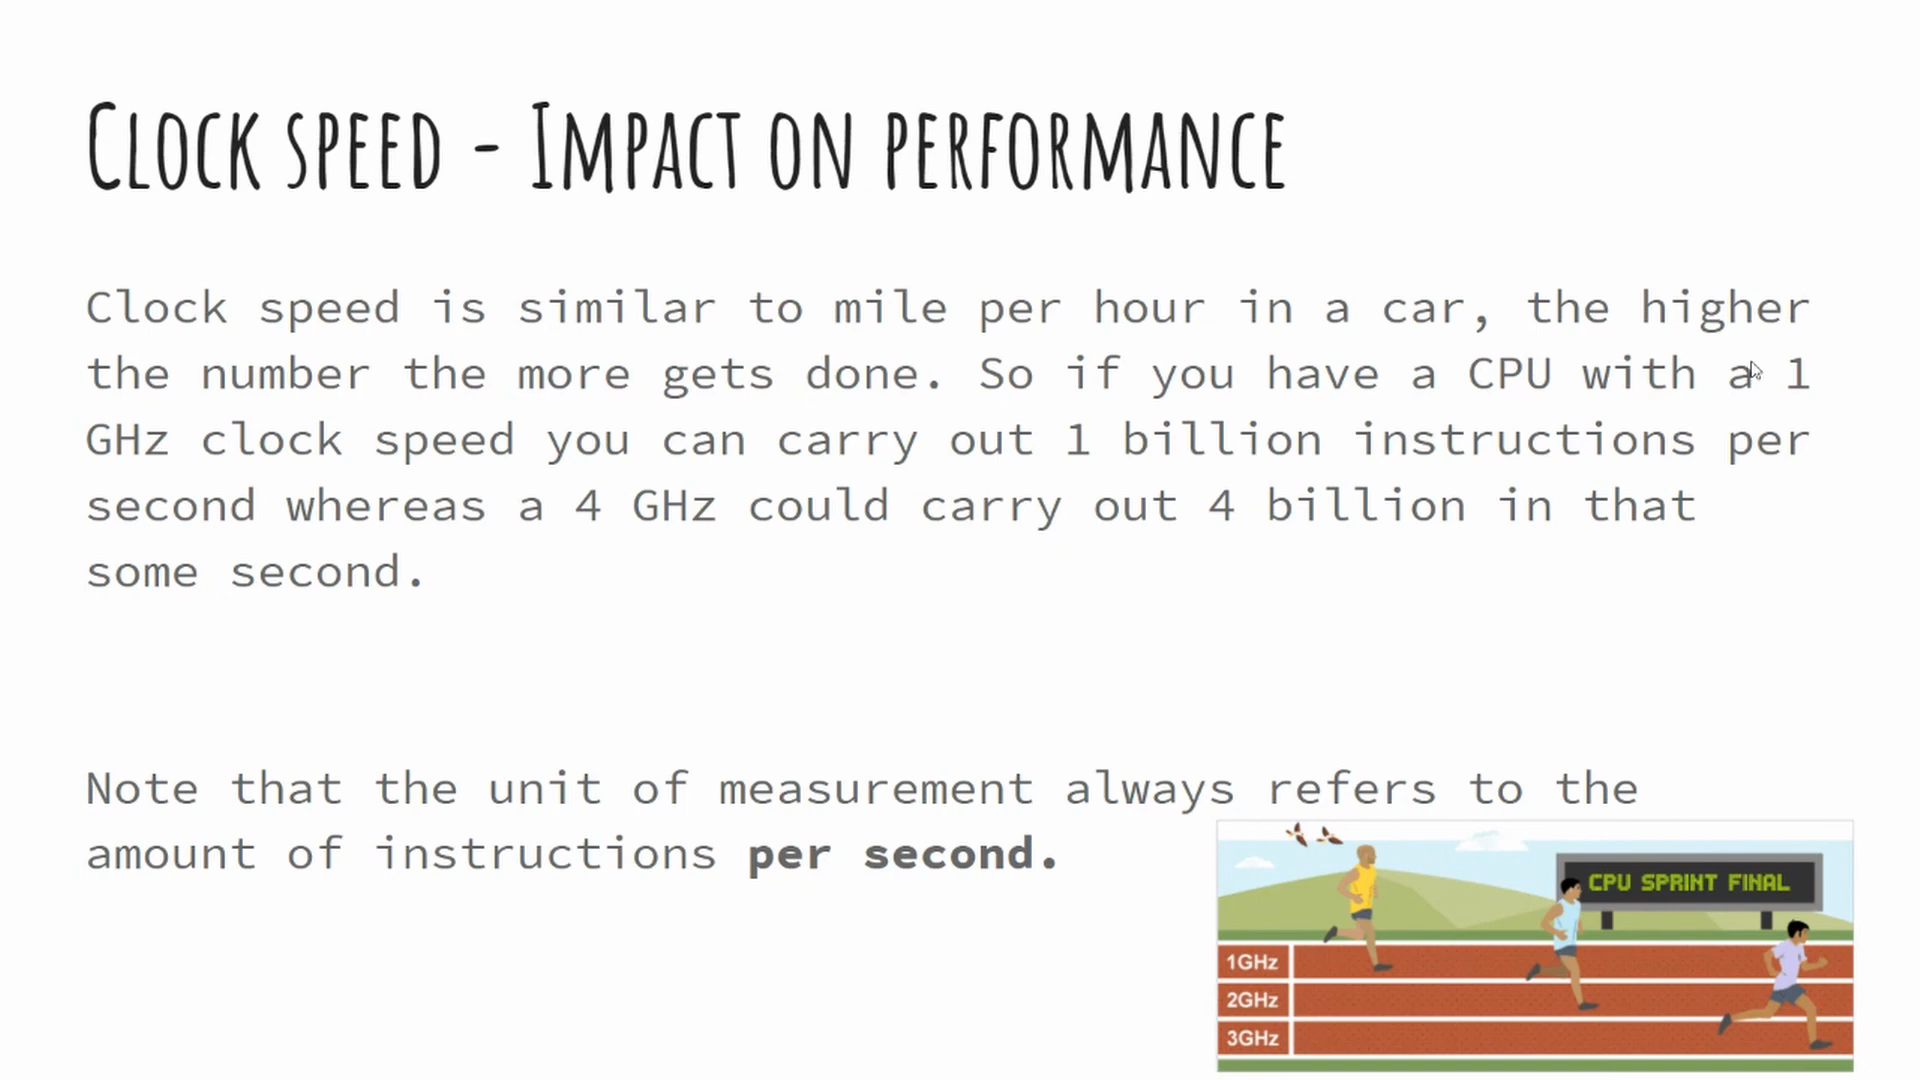 Clock speed - Impact on performance
Clock speed is similar to mile per hour in a car, the higher
the number the more gets done. So if you have a CPU with a 1
GHz clock speed you can carry out 1 billion instructions per
second whereas a 4 GHz could carry out 4 billion in that
some second.
Note that the unit of measurement always refers to the
amount of instructions per second.
CPU SPRINT FINAL
1GHz
2GHz
3GHz